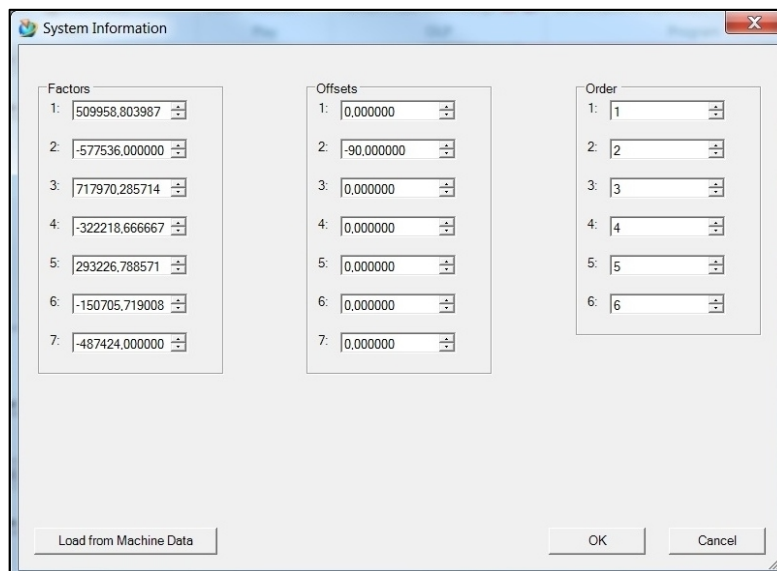 System Information
Factors
1: 509958,803987
2: -577536,000000
3: 717970,285714
4: -322218,666667
5: 293226,788571
6: -150705,719008
7: -487424,000000
Offsets
1: 0,000000
2: -90,000000
3: 0,000000
4: 0,000000
5: 0,000000
6: 0,000000
7: 0,000000
Order
1: 1
2: 2
3: 3
4: 4
5: 5
6: 6
Load from Machine Data
OK
Cancel